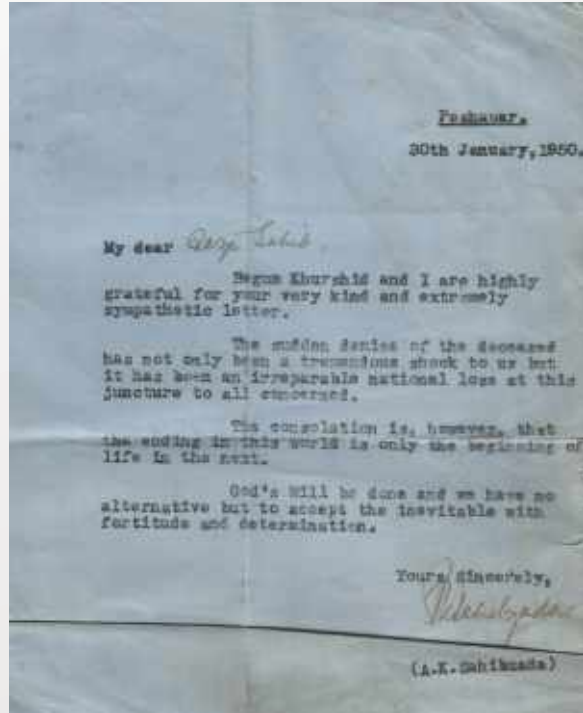 Peshawar.
30th January, 1950.
My dear Qazi Sahib.
Begum Khurshid and I are highly
grateful for your very kind and extremely
sympathetic letter.
The sudden demise of the deceased
has not only been a tremendous shock to us but
it has been an irreparable national loss at this
juncture to all concerned.
The consolation is, however, that
the ending in this world is only the beginning of
life in the next.
God's Will be done and we have no
alternative but to accept the inevitable with
fortitude and determination.
Yours Sincerely,
(A.K.Sahibzada)